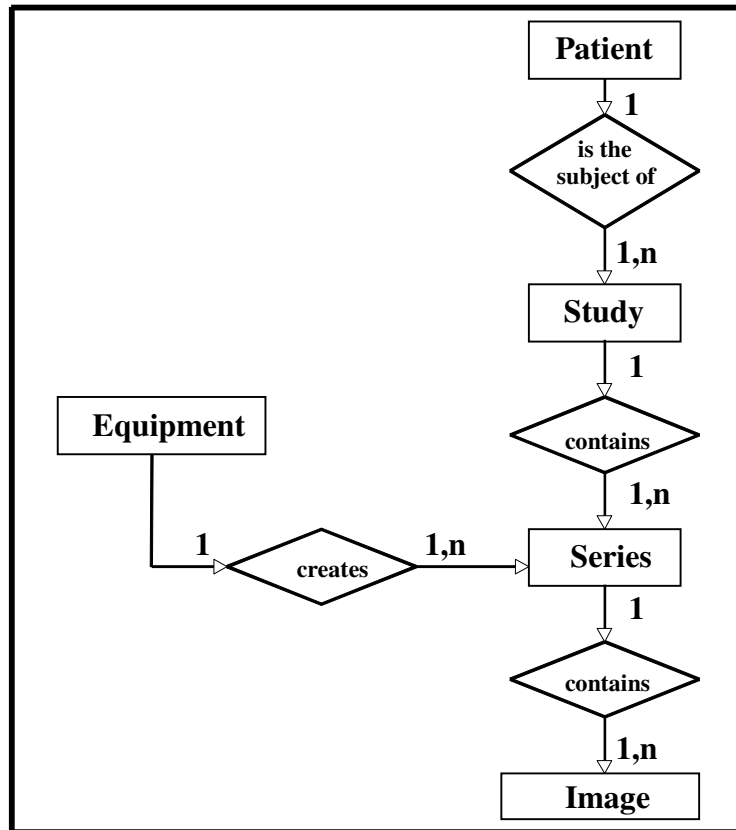 Patient
1
is the
subject of
1,n
Study
1
contains
1,n
Equipment
1
creates
1,n
Series
1
contains
1,n
Image